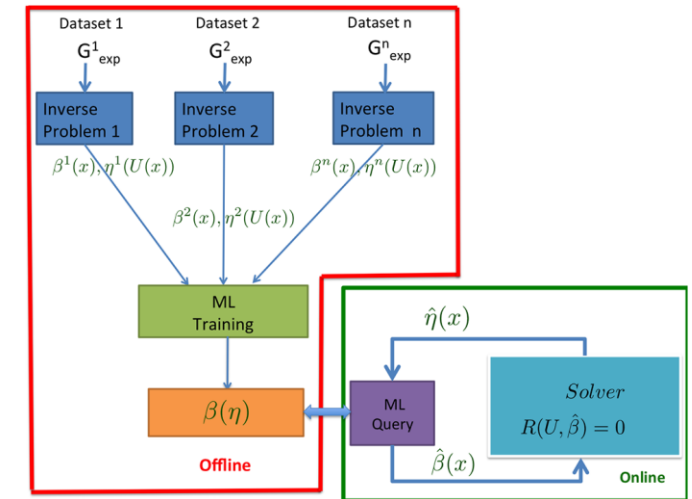 Dataset 1 Dataset 2 Dataset n
G¹exp G²exp Gⁿexp
Inverse Problem 1
Inverse Problem 2
Inverse Problem n
β¹(x), η¹(U(x))
βⁿ(x), ηⁿ(U(x))
β²(x), η²(U(x))
ML
Training
β(η)
Offline
η̂(x)
ML
Query
Solver
R(U, β̂) = 0
β̂(x)
Online